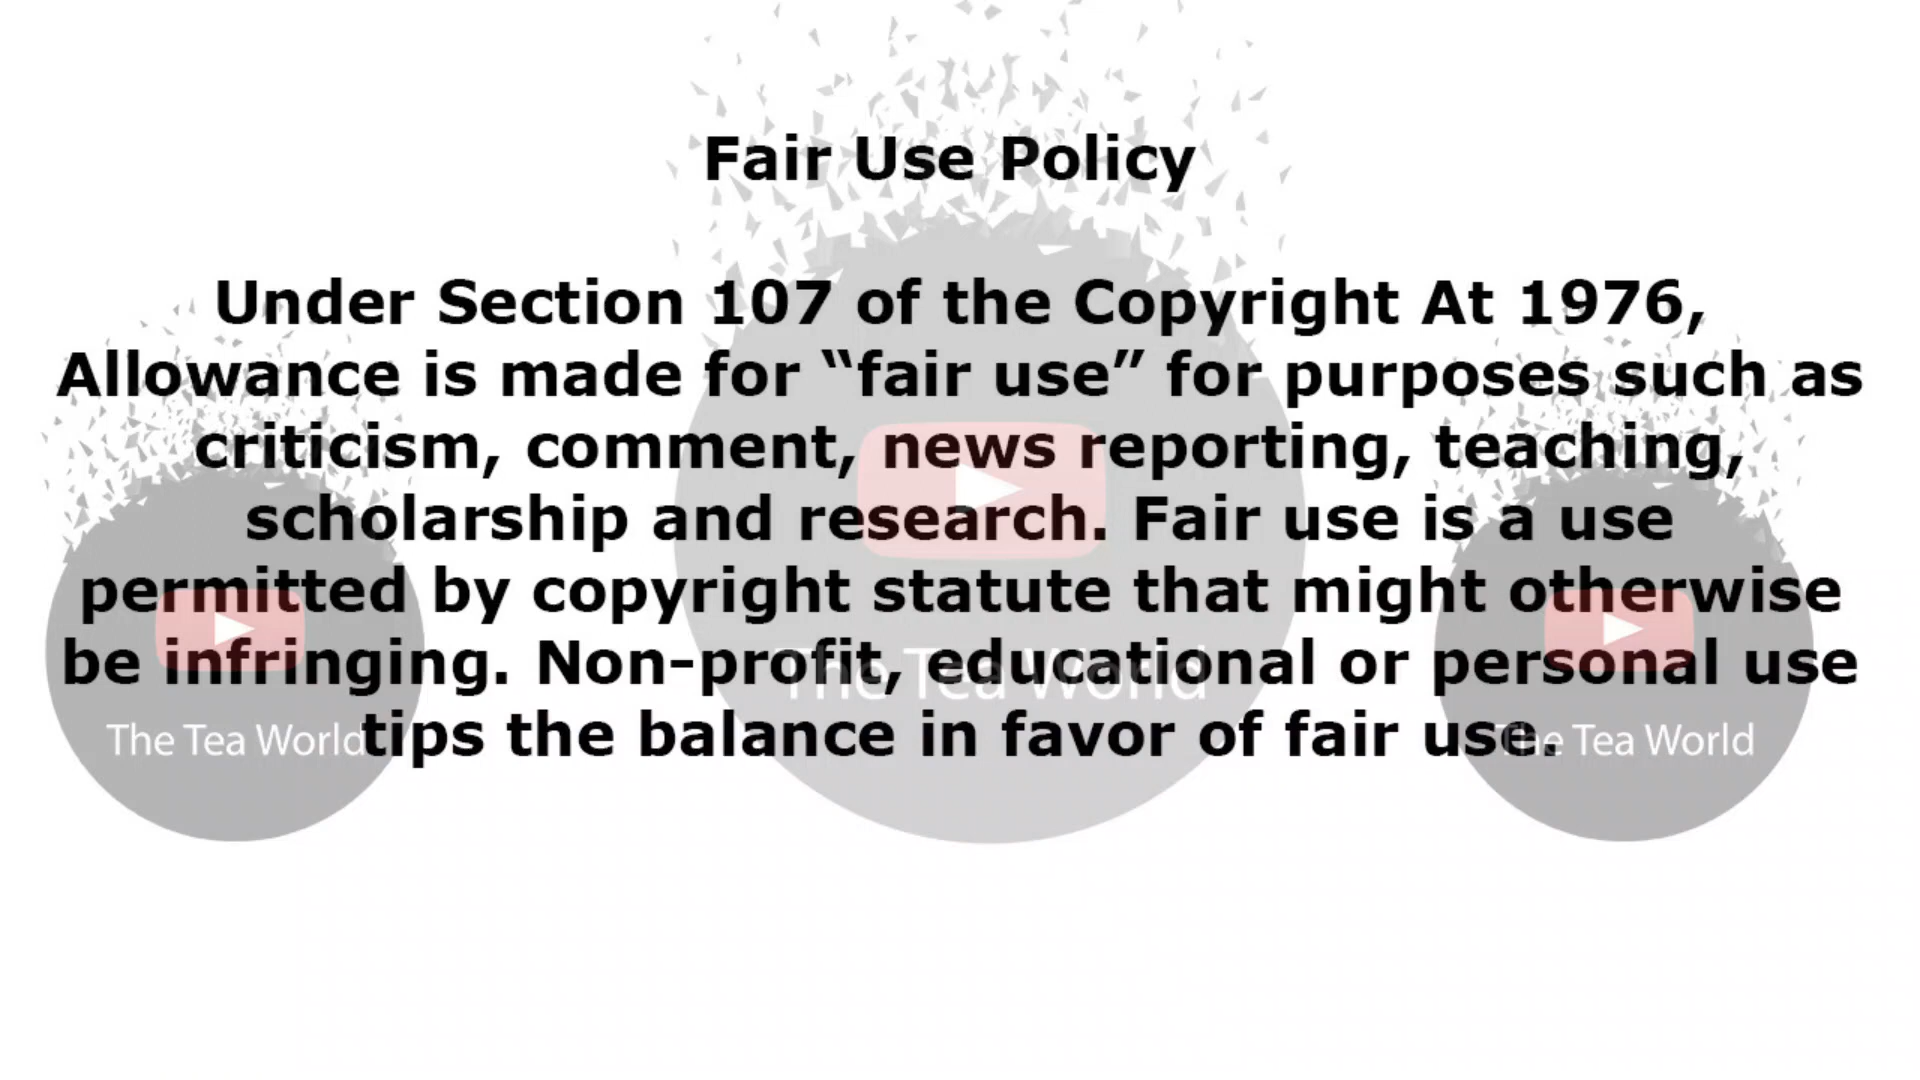 Fair Use Policy
Under Section 107 of the Copyright At 1976,
Allowance is made for “fair use” for purposes such as
criticism, comment, news reporting, teaching,
scholarship and research. Fair use is a use
permitted by copyright statute that might otherwise
be infringing. Non-profit, educational or personal use
tips the balance in favor of fair use.
The Tea World
The Tea World
The Tea World